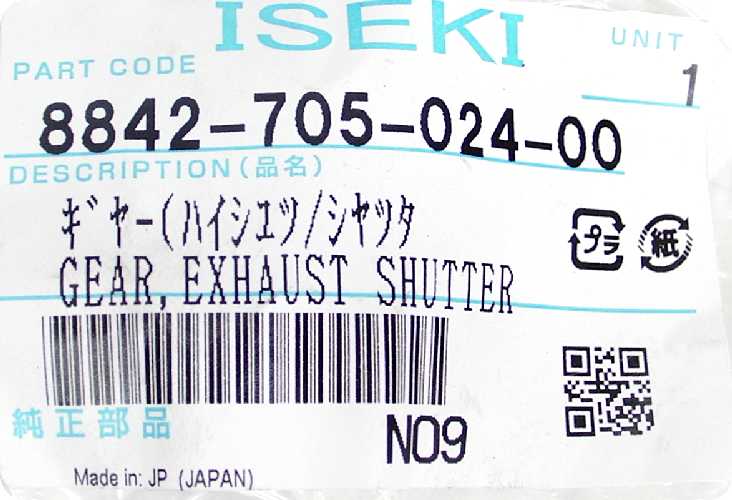 ISEKI
UNIT
PART CODE
1
8842-705-024-00
DESCRIPTION(品名)
ギヤー(ハイシエツ/シヤツタ
プラ
紙
GEAR,EXHAUST SHUTTER
純正部品
N09
Made in: JP (JAPAN)